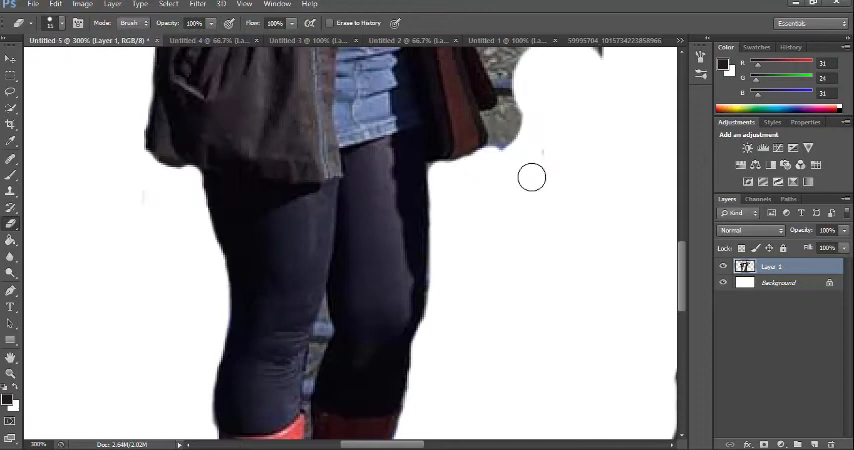 PS File Edit Image Layer Type Select Filter 3D View Window Help
15 Mode: Brush Opacity: 100% Flow: 100% Erase to History Essentials
Untitled-5 @ 300% (Layer 1, RGB/8) * × Untitled-4 @ 66.7% (La... × Untitled-3 @ 100% (La... × Untitled-2 @ 66.7% (La... × Untitled-1 @ 100% (La... × 59995704_1015734223858966
Color Swatches History
R 31
G 24
B 31
Adjustments Styles Properties
Add an adjustment
Layers Channels Paths
Kind
Normal Opacity: 100%
Lock: Fill: 100%
Layer 1
Background
300% Doc: 2.64M/2.02M